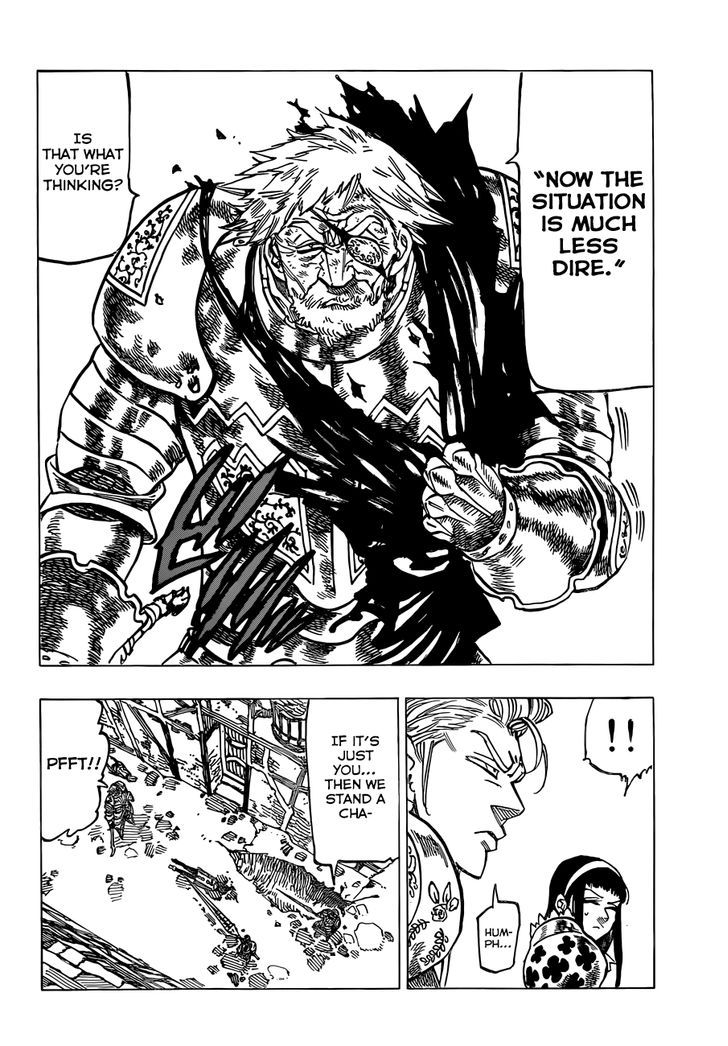 "NOW THE
SITUATION
IS MUCH
LESS
DIRE."
IS
THAT WHAT
YOU'RE
THINKING?
!!
HUM-
PH...
IF IT'S
JUST
YOU...
THEN WE
STAND A
CHA-
PFFT!!